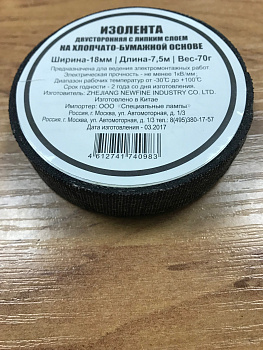 ИЗОЛЕНТА
ДВУСТОРОННЯЯ С ЛИПКИМ СЛОЕМ
НА ХЛОПЧАТО-БУМАЖНОЙ ОСНОВЕ
Ширина-18мм | Длина-7,5м | Вес-70г
Предназначена для ведения электромонтажных работ
Электрическая прочность - не менее 1кВ/мм.
Диапазон рабочих температур от -30°С до +100°С
Срок годности - 2 года со дня изготовления.
Изготовитель: ZHEJIANG NEWFINE INDUSTRY CO. LTD.
Изготовлено в Китае
Импортер: ООО «Специальные лампы»
Россия, г. Москва, ул. Автомоторная, д. 1/3
Россия, г. Москва, ул. Автомоторная, д. 1/3 тел.: 8(495)380-17-57
Дата изготовления - 03.2017
4 612741 740983